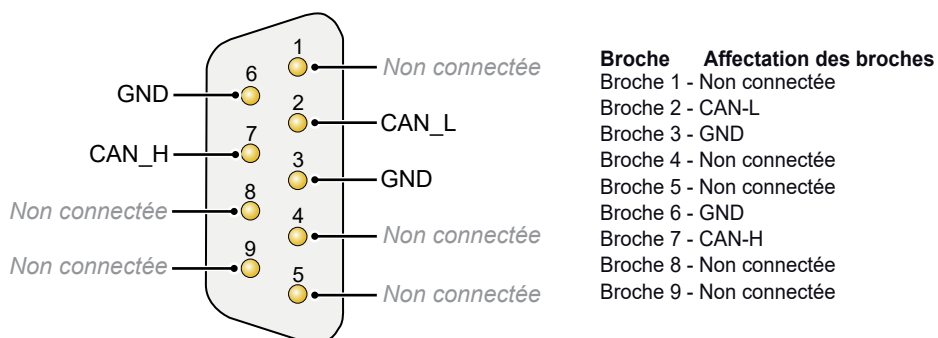 1
Non connectée
6
GND
2
CAN_L
7
CAN_H
3
GND
8
Non connectée
4
Non connectée
9
Non connectée
5
Non connectée
Broche Affectation des broches
Broche 1 - Non connectée
Broche 2 - CAN-L
Broche 3 - GND
Broche 4 - Non connectée
Broche 5 - Non connectée
Broche 6 - GND
Broche 7 - CAN-H
Broche 8 - Non connectée
Broche 9 - Non connectée